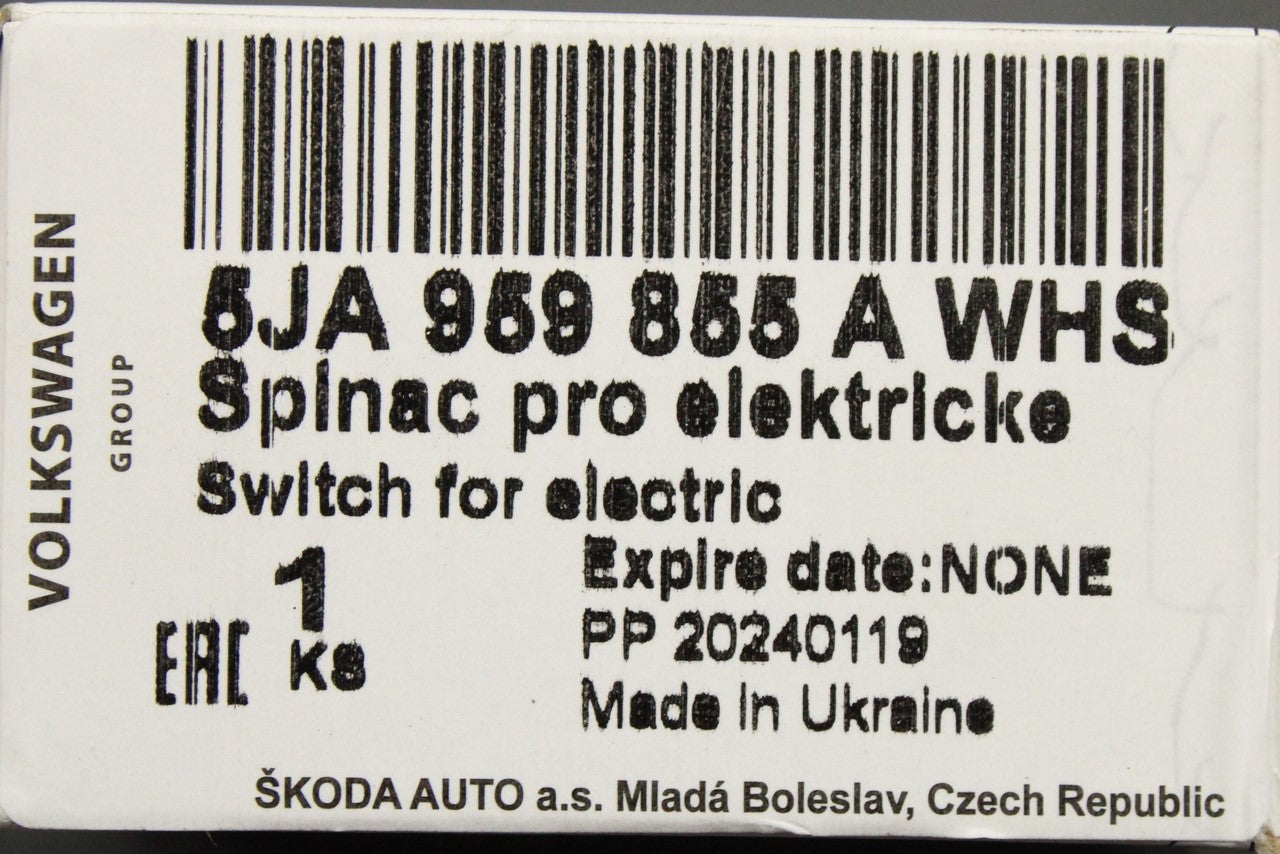 VOLKSWAGEN
GROUP
5JA 959 855 A WHS
Spinac pro elektricke
Switch for electric
1
ks
EAC
Expire date:NONE
PP 20240119
Made in Ukraine
ŠKODA AUTO a.s. Mladá Boleslav, Czech Republic